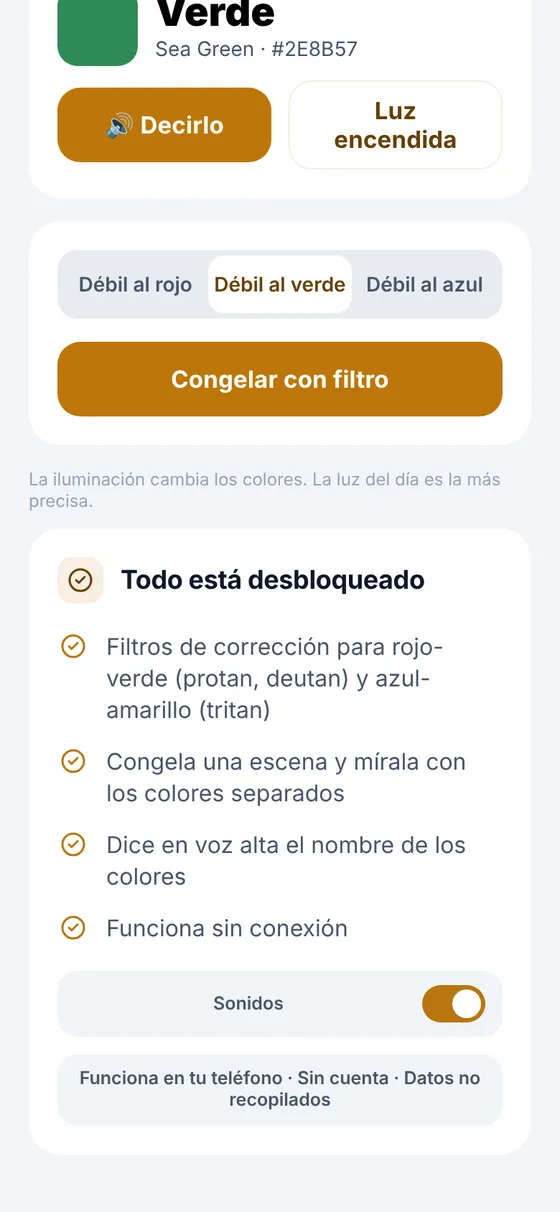 Verde
Sea Green · #2E8B57
🔊 Decirlo
Luz
encendida
Débil al rojo
Débil al verde
Débil al azul
Congelar con filtro
La iluminación cambia los colores. La luz del día es la más
precisa.
Todo está desbloqueado
Filtros de corrección para rojo-
verde (protan, deutan) y azul-
amarillo (tritan)
Congela una escena y mírala con
los colores separados
Dice en voz alta el nombre de los
colores
Funciona sin conexión
Sonidos
Funciona en tu teléfono · Sin cuenta · Datos no
recopilados